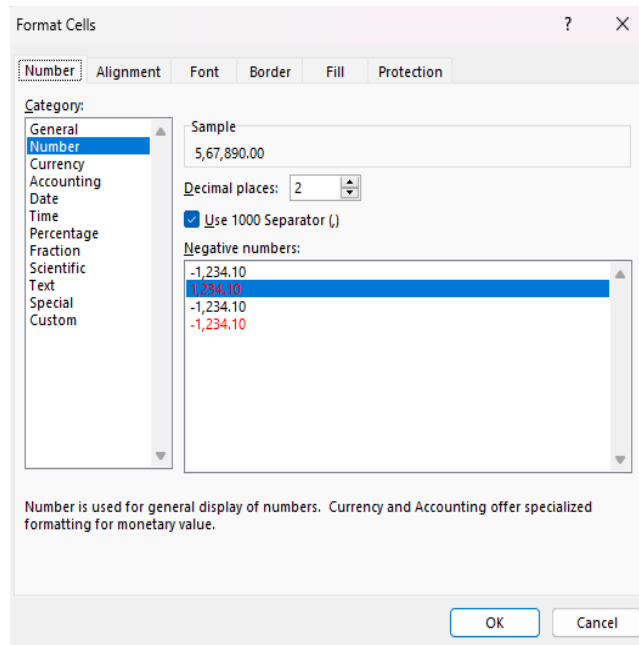 Format Cells ? X
Number Alignment Font Border Fill Protection
Category:
General
Number
Currency
Accounting
Date
Time
Percentage
Fraction
Scientific
Text
Special
Custom
Sample
5,67,890.00
Decimal places: 2
Use 1000 Separator (,)
Negative numbers:
-1,234.10
1,234.10
-1,234.10
-1,234.10
Number is used for general display of numbers. Currency and Accounting offer specialized
formatting for monetary value.
OK Cancel